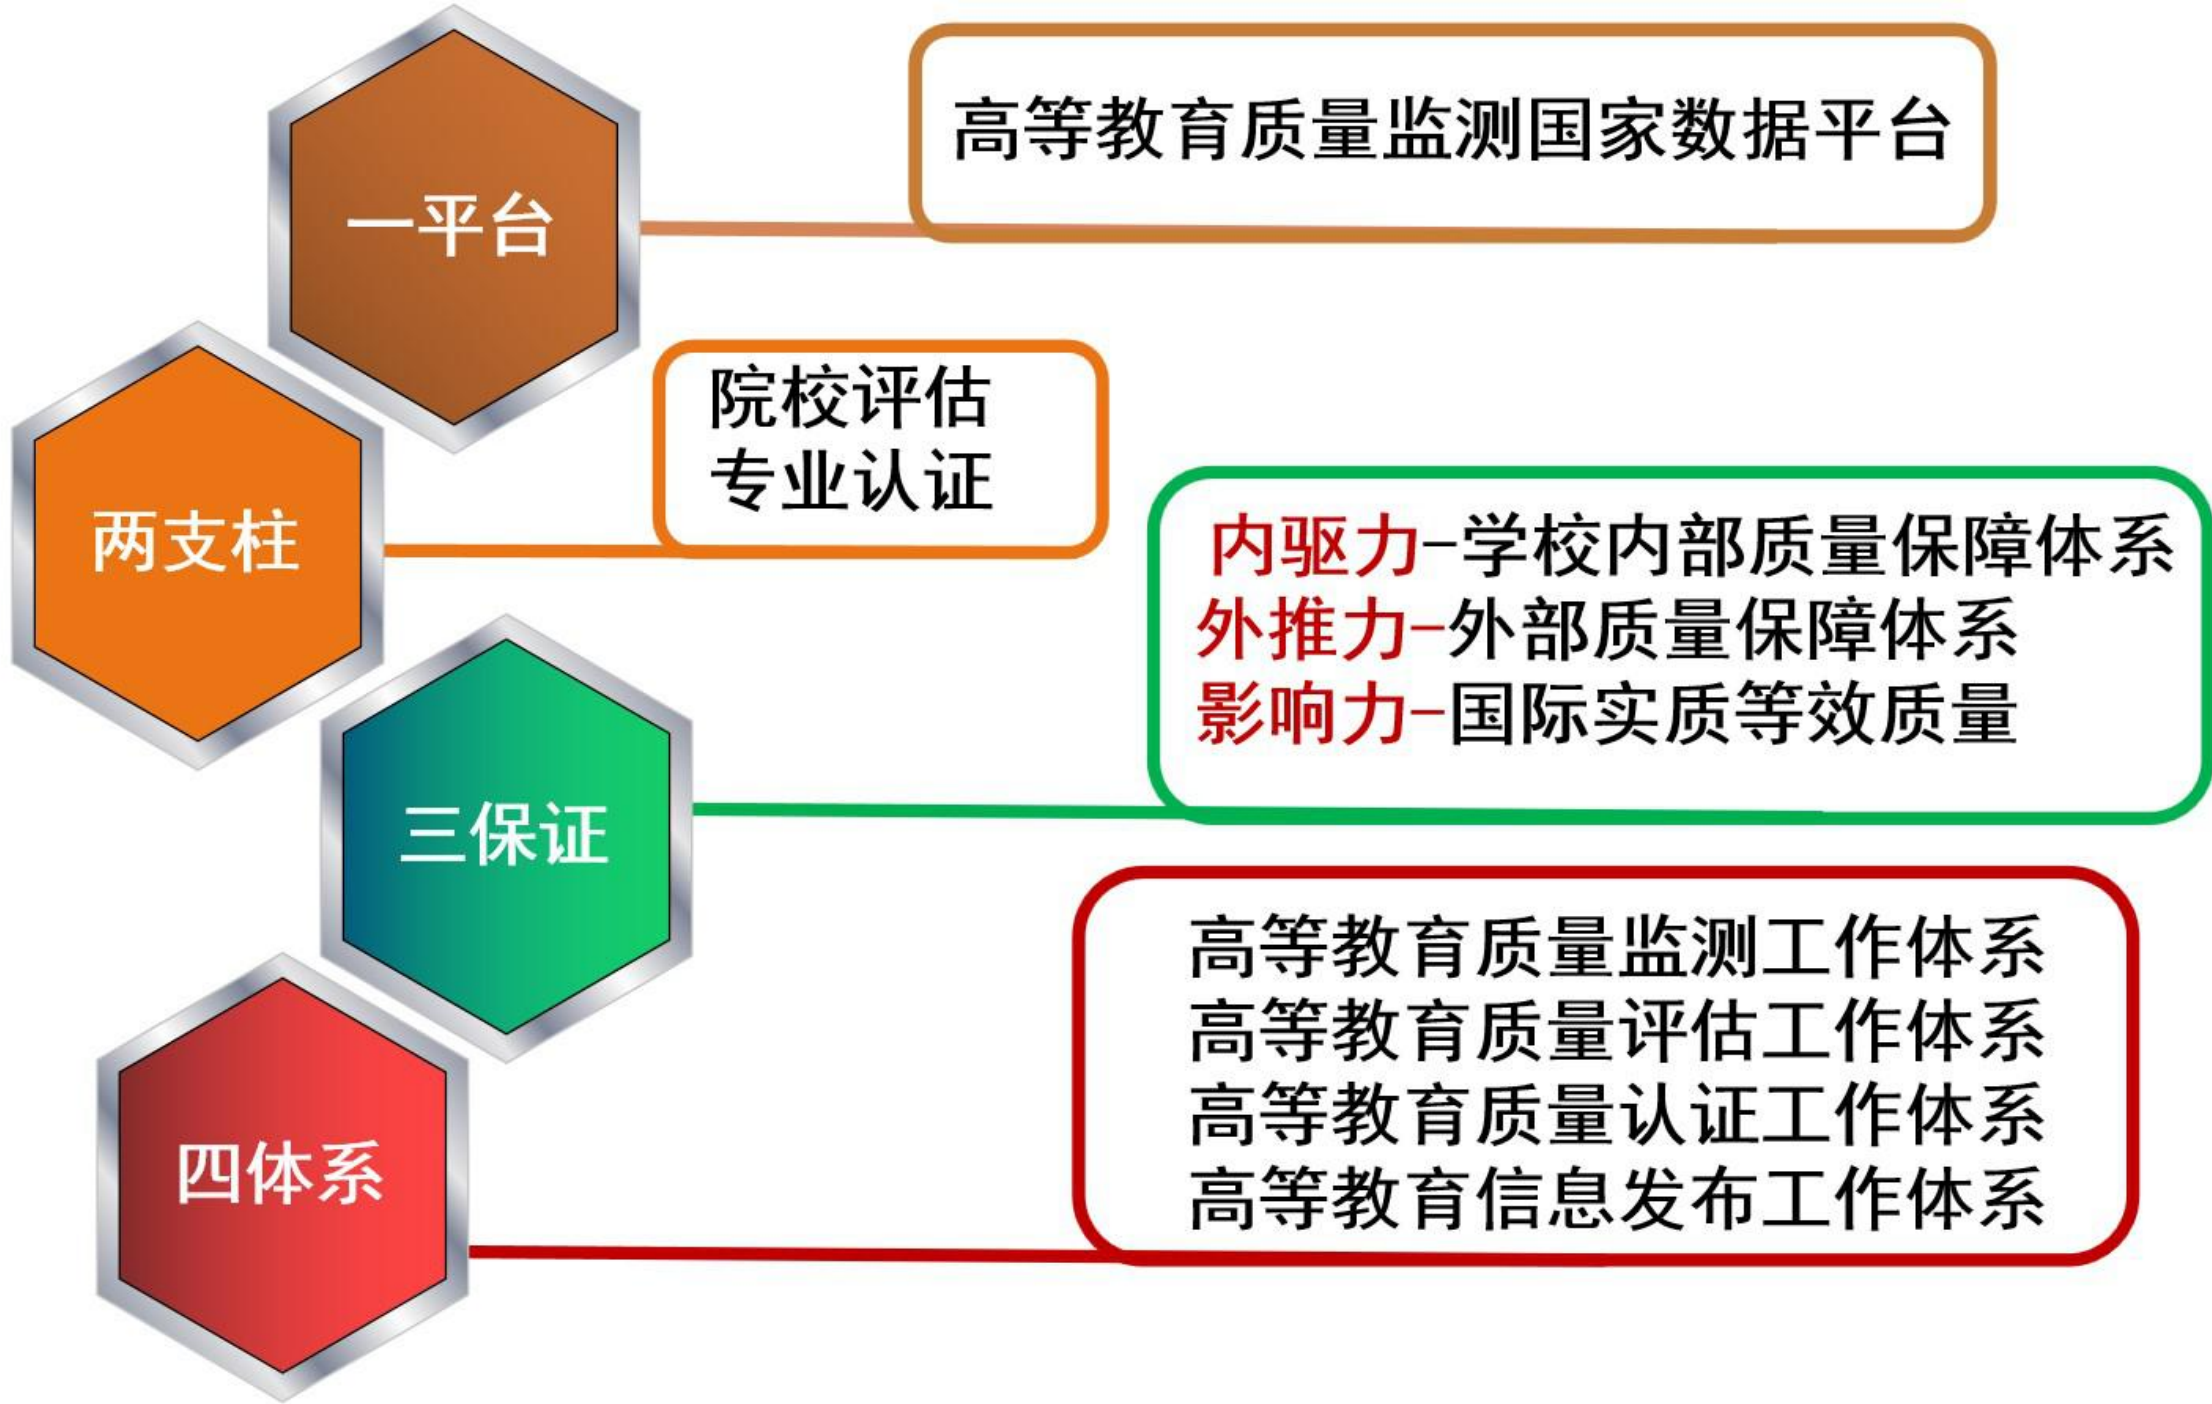 一平台
高等教育质量监测国家数据平台
两支柱
院校评估
专业认证
三保证
内驱力-学校内部质量保障体系
外推力-外部质量保障体系
影响力-国际实质等效质量
四体系
高等教育质量监测工作体系
高等教育质量评估工作体系
高等教育质量认证工作体系
高等教育信息发布工作体系